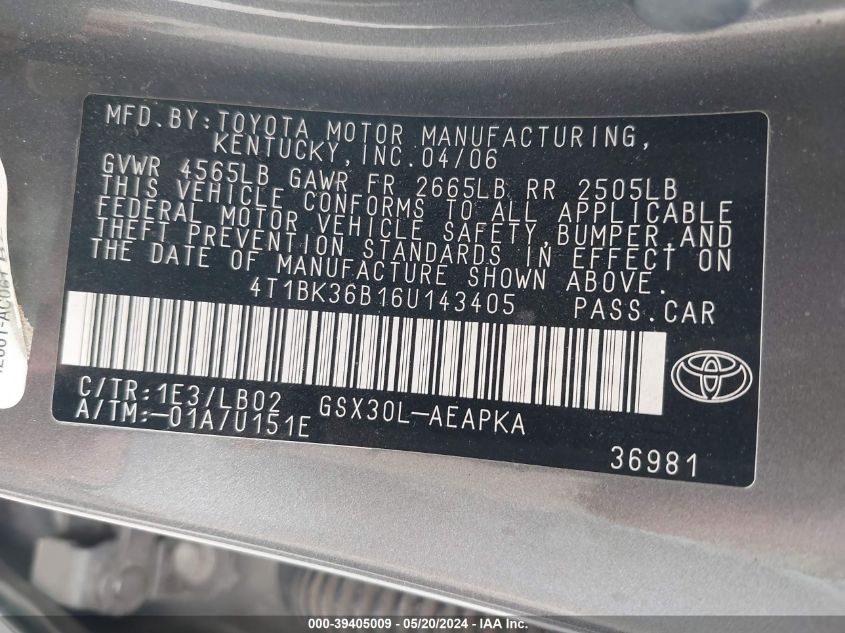 MFD.BY:TOYOTA MOTOR MANUFACTURING,
KENTUCKY,INC.04/06
GVWR 4565LB GAWR FR 2665LB RR 2505LB
THIS VEHICLE CONFORMS TO ALL APPLICABLE
FEDERAL MOTOR VEHICLE SAFETY,BUMPER,AND
THEFT PREVENTION STANDARDS IN EFFECT ON
THE DATE OF MANUFACTURE SHOWN ABOVE.
4T1BK36B16U143405 PASS.CAR
C/TR:1E3/LB02 GSX30L-AEAPKA
A/TM:-01A/U151E
36981
000-39405009 — 05/20/2024 — IAA Inc.